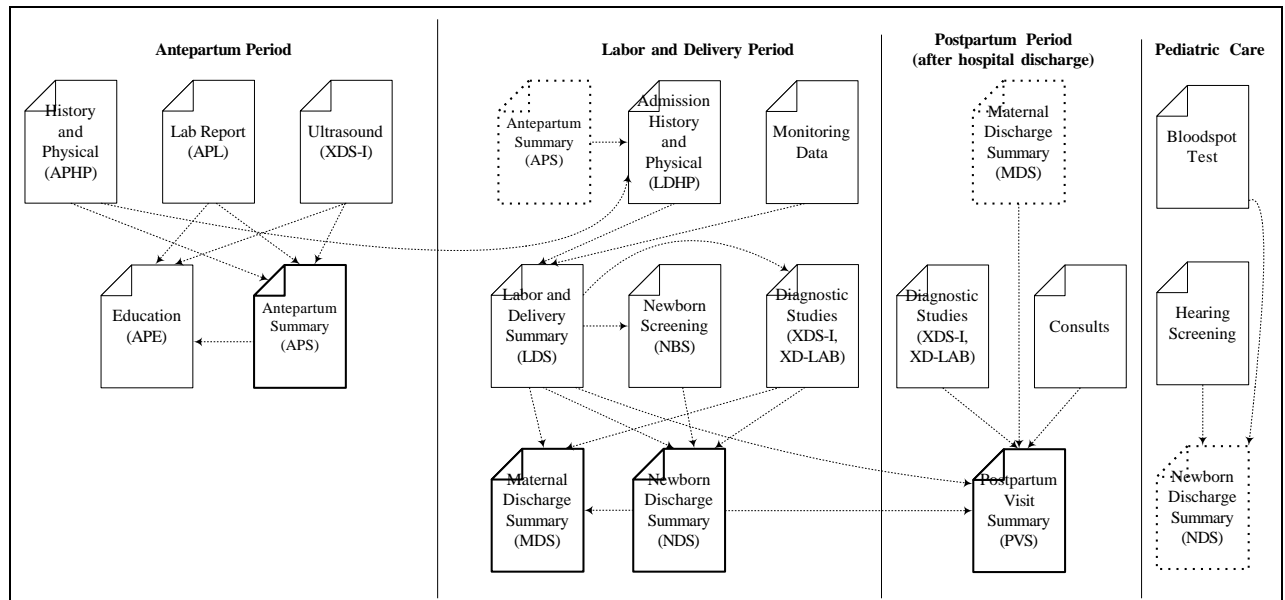 Antepartum Period
History
and
Physical
(APHP)
Lab Report
(APL)
Ultrasound
(XDS-I)
Education
(APE)
Antepartum
Summary
(APS)
Labor and Delivery Period
Antepartum
Summary
(APS)
Admission
History
and
Physical
(LDHP)
Monitoring
Data
Labor and
Delivery
Summary
(LDS)
Newborn
Screening
(NBS)
Diagnostic
Studies
(XDS-I,
XD-LAB)
Maternal
Discharge
Summary
(MDS)
Newborn
Discharge
Summary
(NDS)
Postpartum Period
(after hospital discharge)
Maternal
Discharge
Summary
(MDS)
Diagnostic
Studies
(XDS-I,
XD-LAB)
Consults
Postpartum
Visit
Summary
(PVS)
Pediatric Care
Bloodspot
Test
Hearing
Screening
Newborn
Discharge
Summary
(NDS)